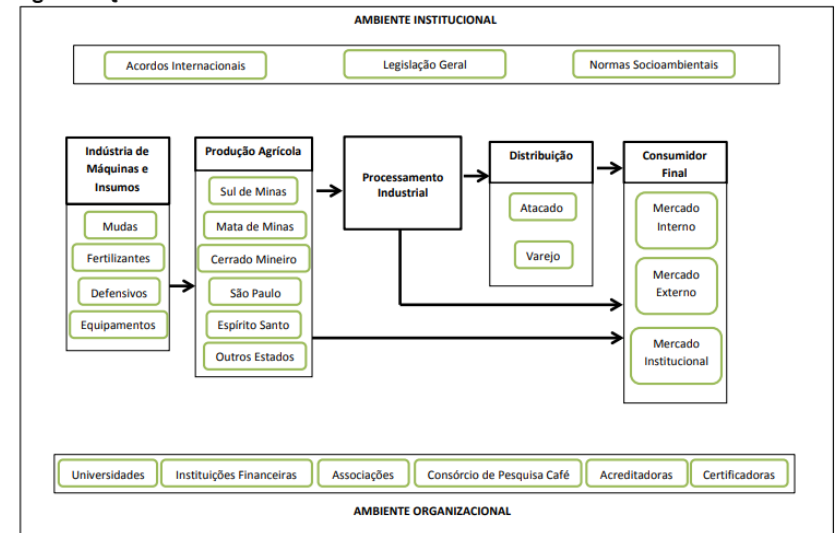 AMBIENTE INSTITUCIONAL
Acordos Internacionais
Legislação Geral
Normas Socioambientais
Indústria de
Máquinas e
Insumos
Mudas
Fertilizantes
Defensivos
Equipamentos
Produção Agrícola
Sul de Minas
Mata de Minas
Cerrado Mineiro
São Paulo
Espírito Santo
Outros Estados
Processamento
Industrial
Distribuição
Atacado
Varejo
Consumidor
Final
Mercado
Interno
Mercado
Externo
Mercado
Institucional
Universidades
Instituições Financeiras
Associações
Consórcio de Pesquisa Café
Acreditadoras
Certificadoras
AMBIENTE ORGANIZACIONAL